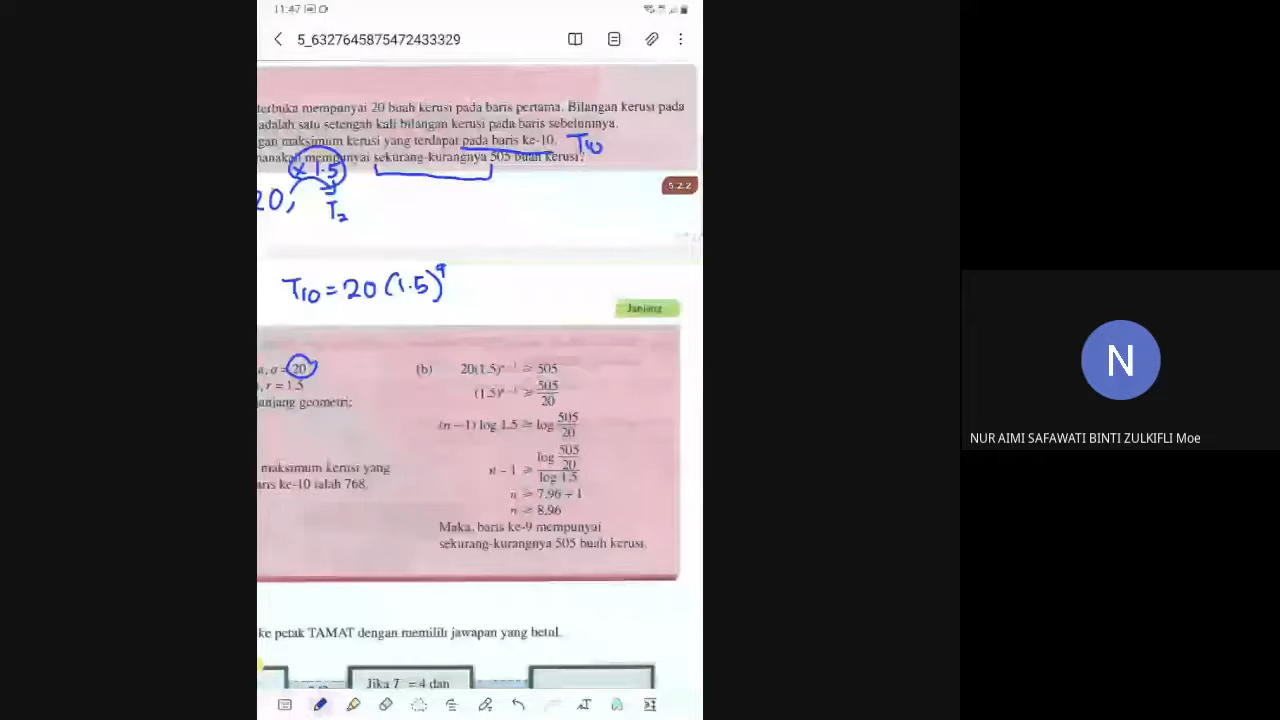 11:47
5_6327645875472433329
terbuka mempunyai 20 buah kerusi pada baris pertama. Bilangan kerusi pada
adalah satu setengah kali bilangan kerusi pada baris sebelumnya.
gan maksimum kerusi yang terdapat pada baris ke-10. T10
manakah mempunyai sekurang-kurangnya 505 buah kerusi?
× 1.5
20, T2
5.2.2
T10 = 20 (1.5)^9
Janjang
a, a = 20
, r = 1.5
anjang geometri;
maksimum kerusi yang
aris ke-10 ialah 768.
(b) 20(1.5)^n – 1 ≥ 505
(1.5)^n – 1 ≥ 505/20
(n – 1) log 1.5 ≥ log 505/20
n – 1 ≥ log 505/20 / log 1.5
n ≥ 7.96 + 1
n ≥ 8.96
Maka, baris ke-9 mempunyai
sekurang-kurangnya 505 buah kerusi.
ke petak TAMAT dengan memilih jawapan yang betul.
Jika 7 = 4 dan
N
NUR AIMI SAFAWATI BINTI ZULKIFLI Moe